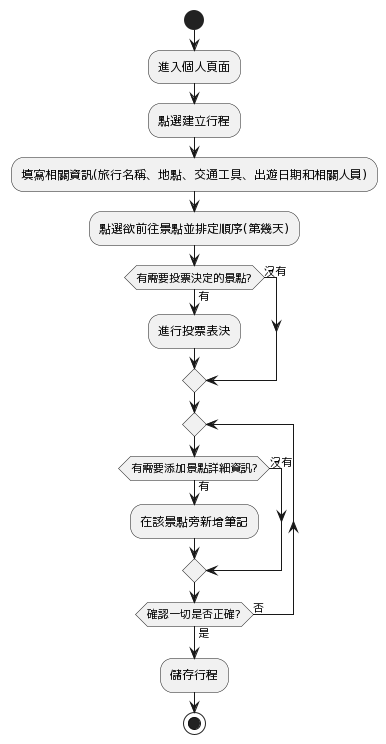 進入個人頁面
點選建立行程
填寫相關資訊(旅行名稱、地點、交通工具、出遊日期和相關人員)
點選欲前往景點並排定順序(第幾天)
有需要投票決定的景點?
沒有
有
進行投票表決
有需要添加景點詳細資訊?
沒有
有
在該景點旁新增筆記
確認一切是否正確?
否
是
儲存行程